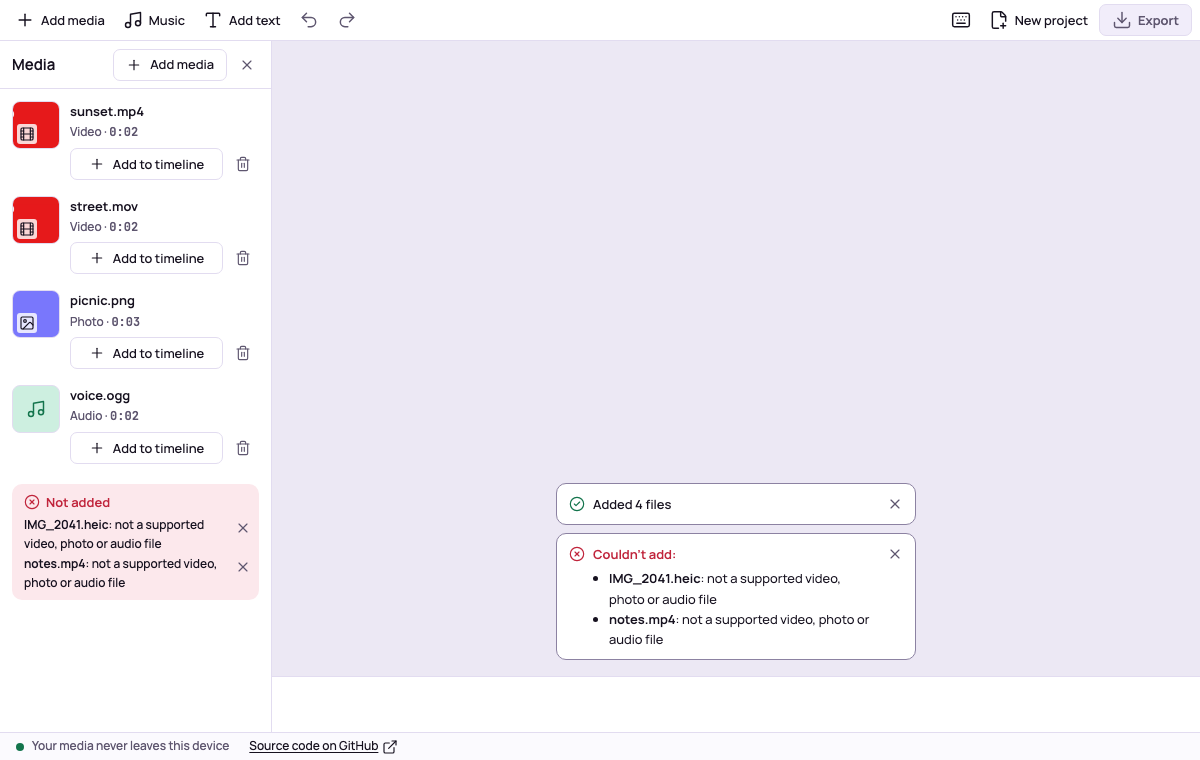 Add media
Music
Add text
New project
Export
Media
Add media
sunset.mp4
Video · 0:02
Add to timeline
street.mov
Video · 0:02
Add to timeline
picnic.png
Photo · 0:03
Add to timeline
voice.ogg
Audio · 0:02
Add to timeline
Not added
IMG_2041.heic: not a supported
video, photo or audio file
notes.mp4: not a supported video,
photo or audio file
Added 4 files
Couldn't add:
IMG_2041.heic: not a supported video,
photo or audio file
notes.mp4: not a supported video, photo or
audio file
Your media never leaves this device
Source code on GitHub